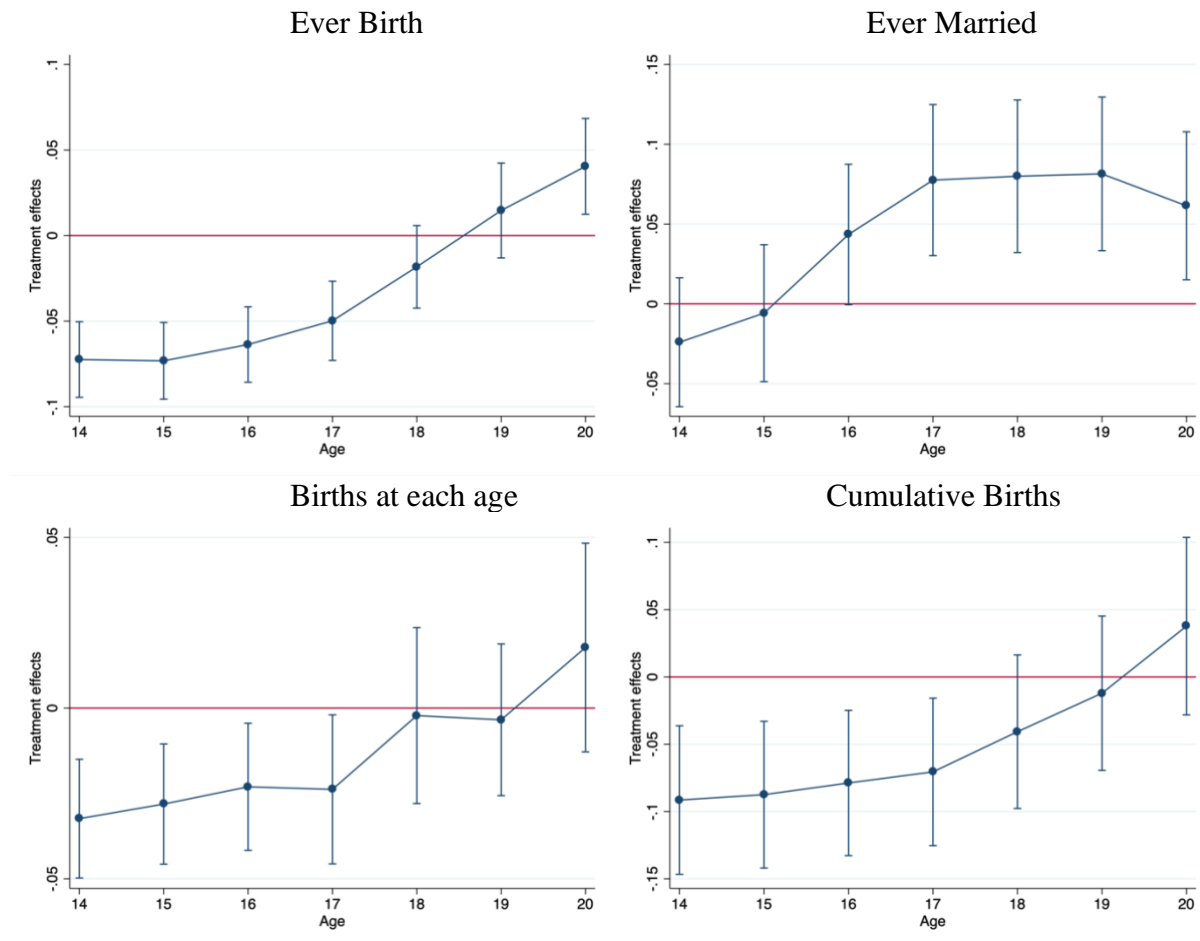 Ever Birth
.1
.05
0
-.05
-.1
Treatment effects
14 15 16 17 18 19 20
Age
Ever Married
.15
.1
.05
0
-.05
Treatment effects
14 15 16 17 18 19 20
Age
Births at each age
.05
0
-.05
Treatment effects
14 15 16 17 18 19 20
Age
Cumulative Births
.1
.05
0
-.05
-.1
-.15
Treatment effects
14 15 16 17 18 19 20
Age